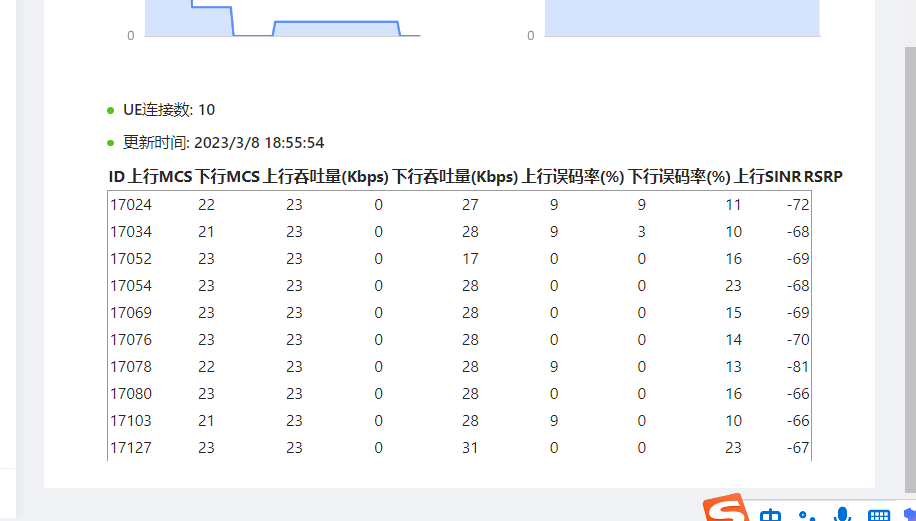 0
0
UE连接数: 10
更新时间: 2023/3/8 18:55:54
ID 上行MCS 下行MCS 上行吞吐量(Kbps) 下行吞吐量(Kbps) 上行误码率(%) 下行误码率(%) 上行SINR RSRP
17024 22 23 0 27 9 9 11 -72
17034 21 23 0 28 9 3 10 -68
17052 23 23 0 17 0 0 16 -69
17054 23 23 0 28 0 0 23 -68
17069 23 23 0 28 0 0 15 -69
17076 23 23 0 28 0 0 14 -70
17078 22 23 0 28 9 0 13 -81
17080 23 23 0 28 0 0 16 -66
17103 21 23 0 28 9 0 10 -66
17127 23 23 0 31 0 0 23 -67
S 中